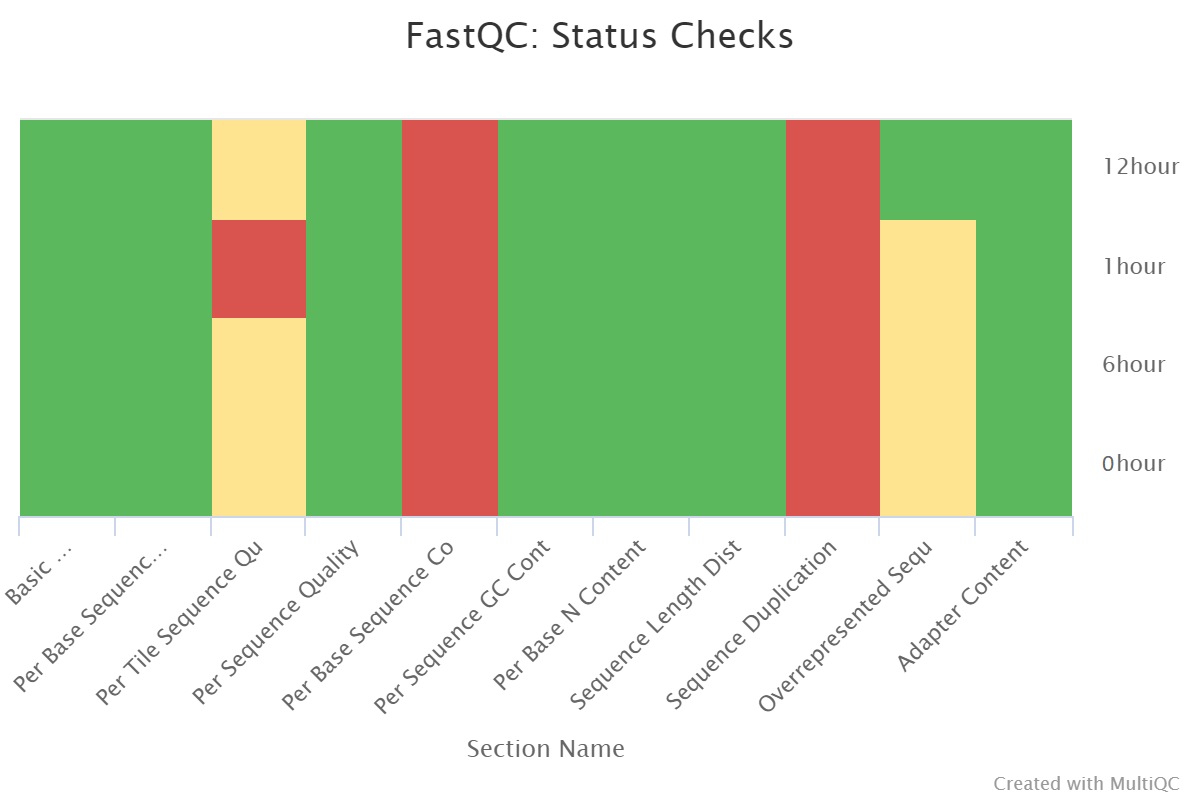 FastQC: Status Checks
12hour
1hour
6hour
0hour
Basic …
Per Base Sequenc…
Per Tile Sequence Qu
Per Sequence Quality
Per Base Sequence Co
Per Sequence GC Cont
Per Base N Content
Sequence Length Dist
Sequence Duplication
Overrepresented Sequ
Adapter Content
Section Name
Created with MultiQC